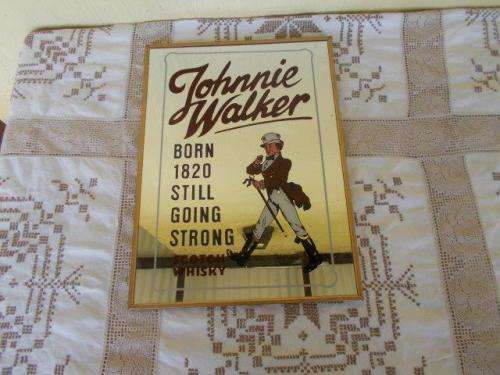 Johnnie
Walker
BORN
1820
STILL
GOING
STRONG
SCOTCH
WHISKY